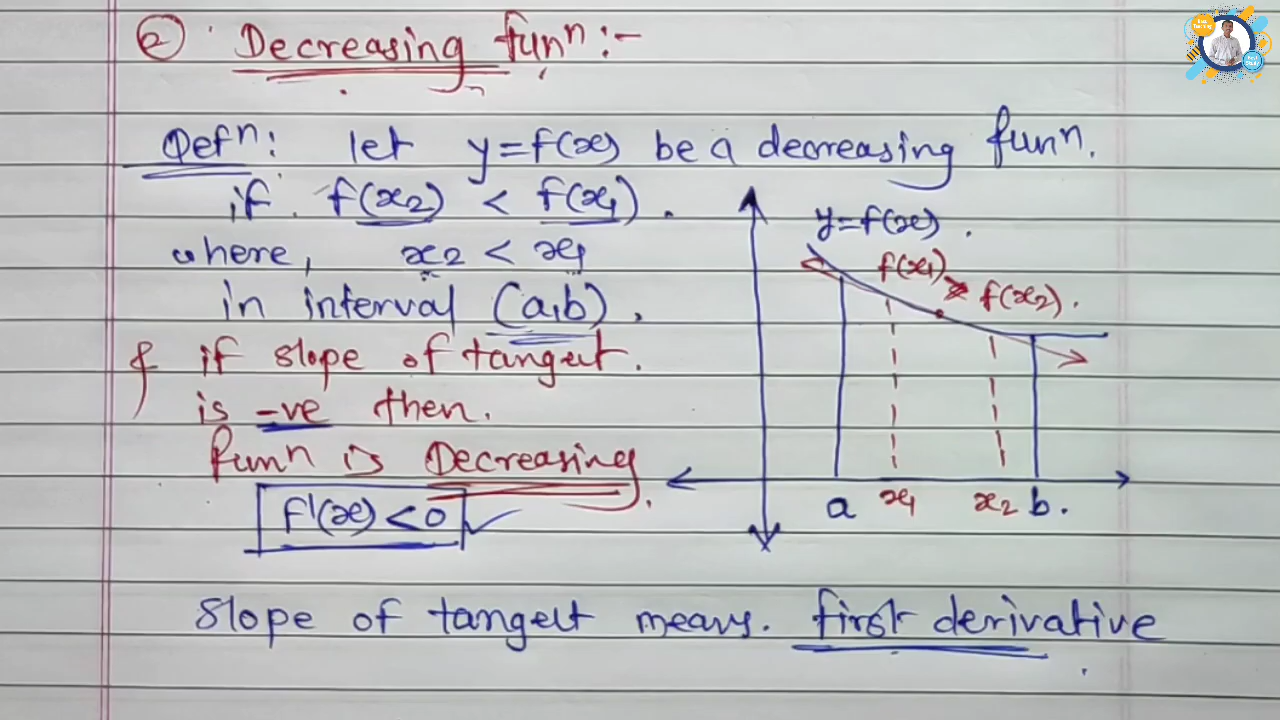 ② Decreasing funⁿ :-
Defⁿ: let y=f(x) be a decreasing funⁿ.
if f(x₂) < f(x₁).
where, x₂ < x₁
in interval (a,b).
& if slope of tangent.
is -ve then.
funⁿ is Decreasing.
f'(x) < 0 ✓
y=f(x).
f(x₁) > f(x₂).
a x₁ x₂ b.
slope of tangent means. first derivative